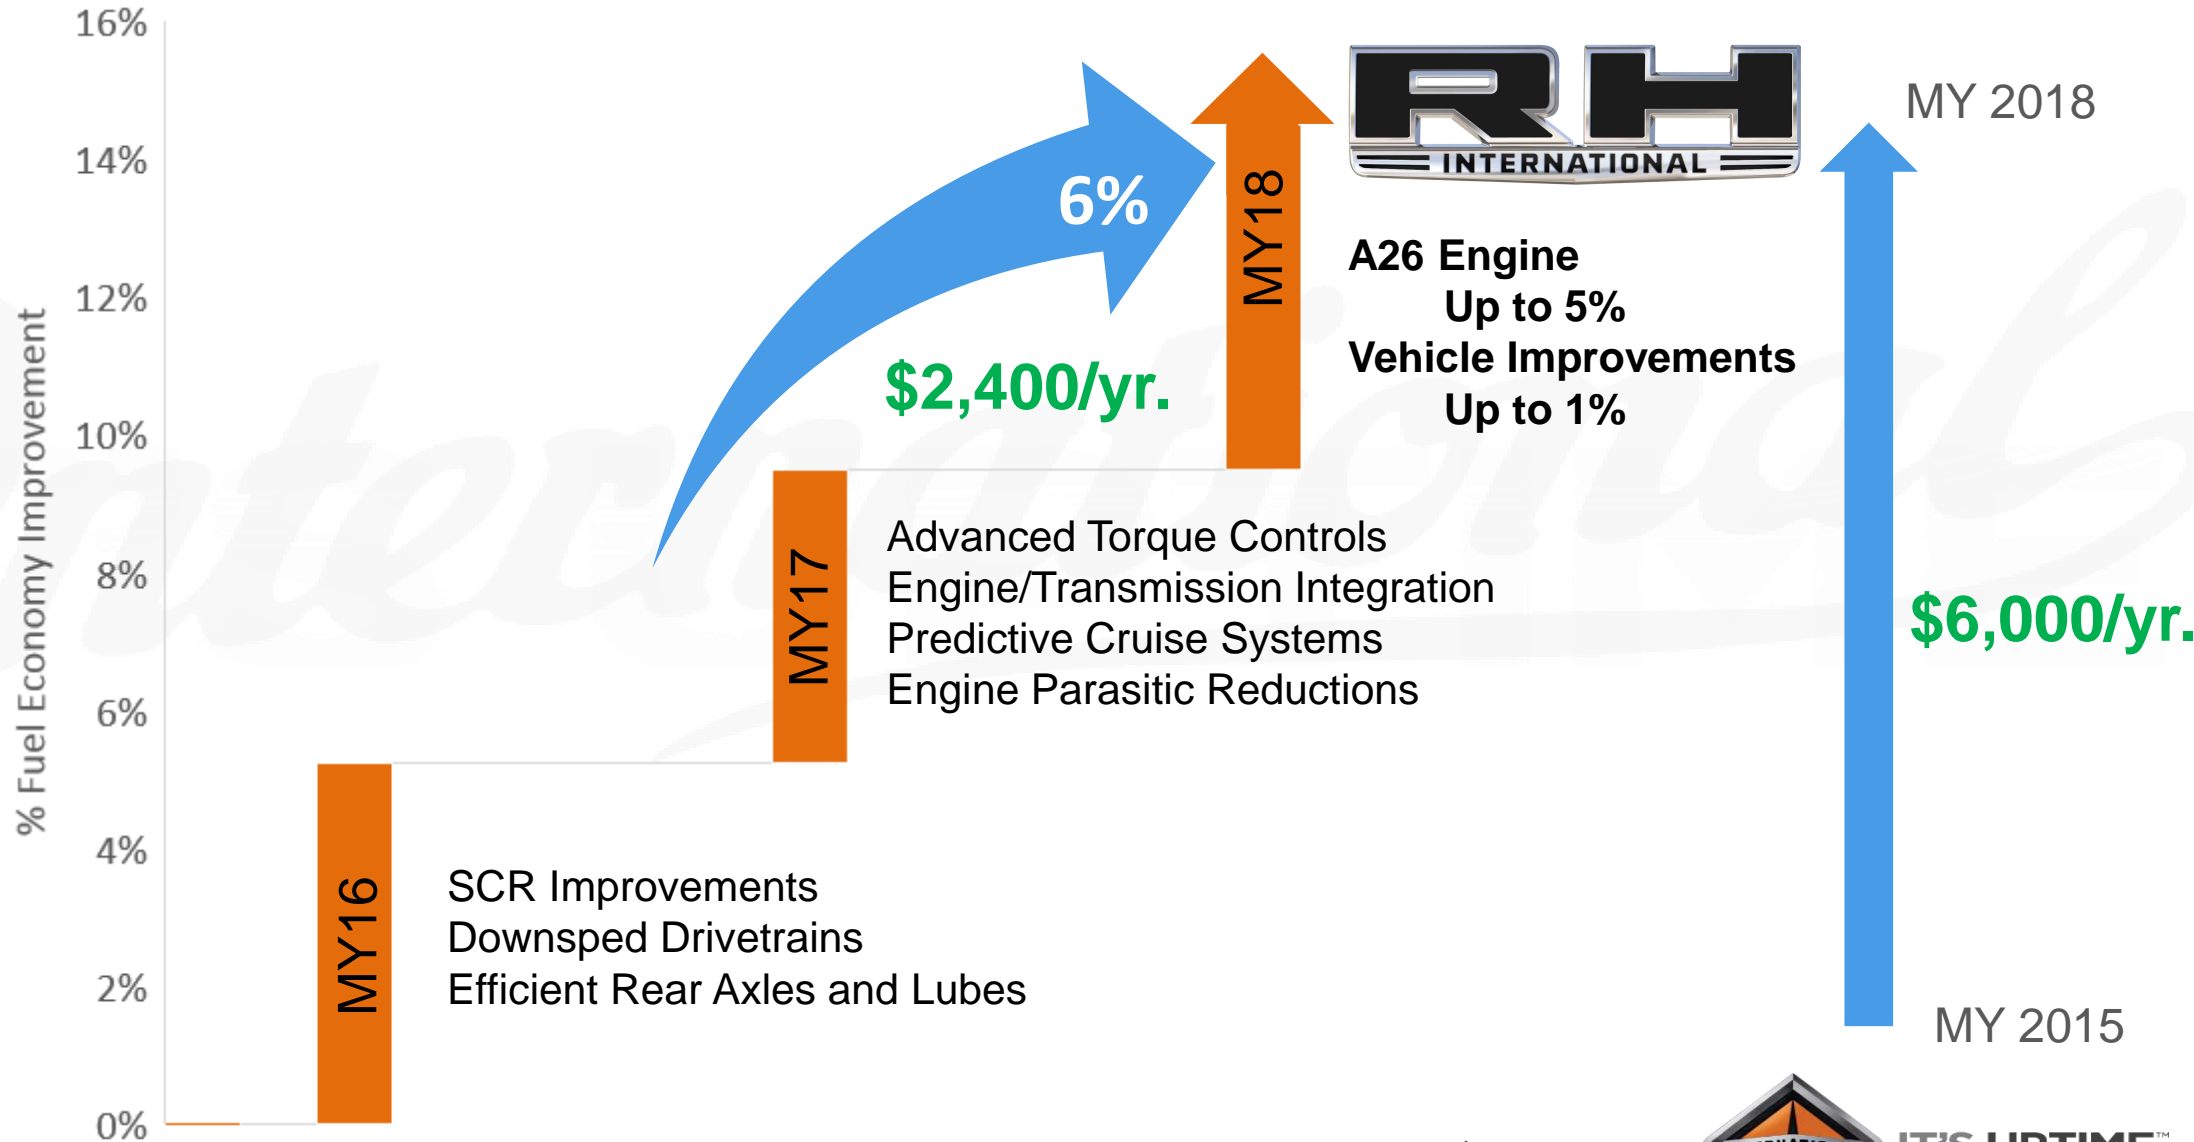 16%
14%
12%
10%
8%
6%
4%
2%
0%
% Fuel Economy Improvement
MY16
SCR Improvements
Downsped Drivetrains
Efficient Rear Axles and Lubes
MY17
Advanced Torque Controls
Engine/Transmission Integration
Predictive Cruise Systems
Engine Parasitic Reductions
6%
$2,400/yr.
MY18
RH
INTERNATIONAL
A26 Engine
Up to 5%
Vehicle Improvements
Up to 1%
MY 2018
$6,000/yr.
MY 2015
IT'S UPTIME™
International